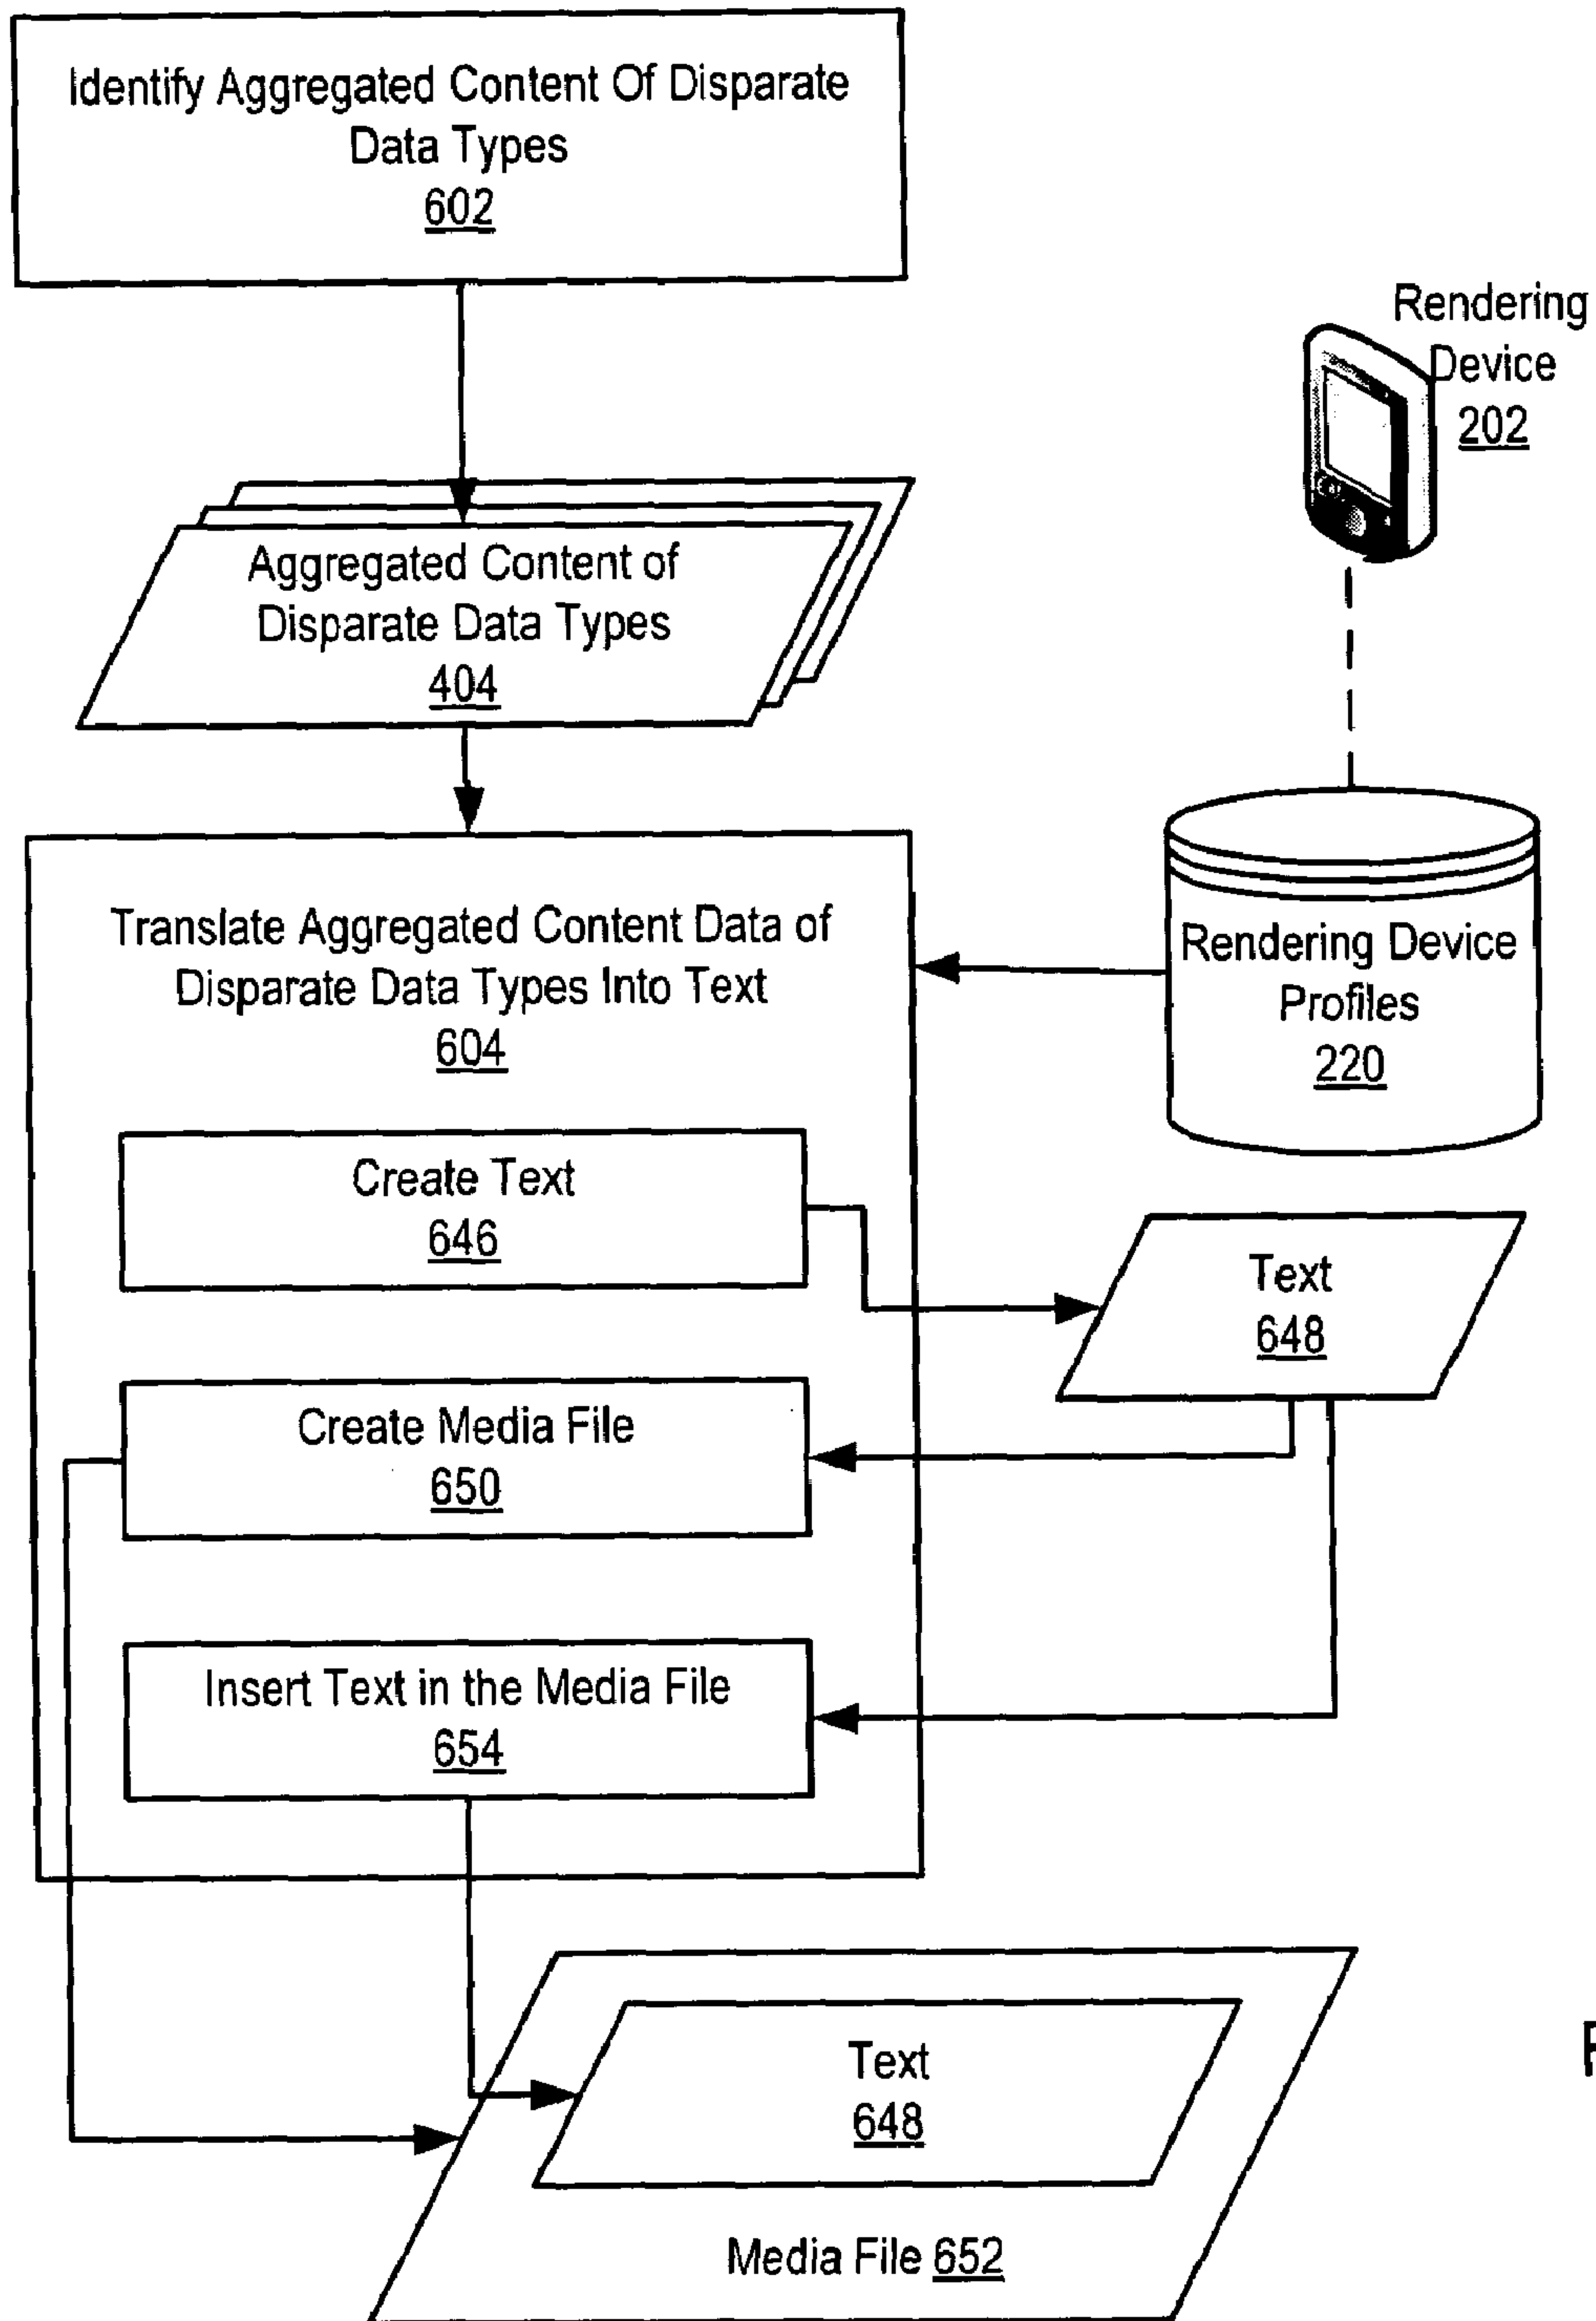 Identify Aggregated Content Of Disparate
Data Types
602
Rendering
Device
202
Aggregated Content of
Disparate Data Types
404
Translate Aggregated Content Data of
Disparate Data Types Into Text
604
Rendering Device
Profiles
220
Create Text
646
Text
648
Create Media File
650
Insert Text in the Media File
654
Text
648
Media File 652